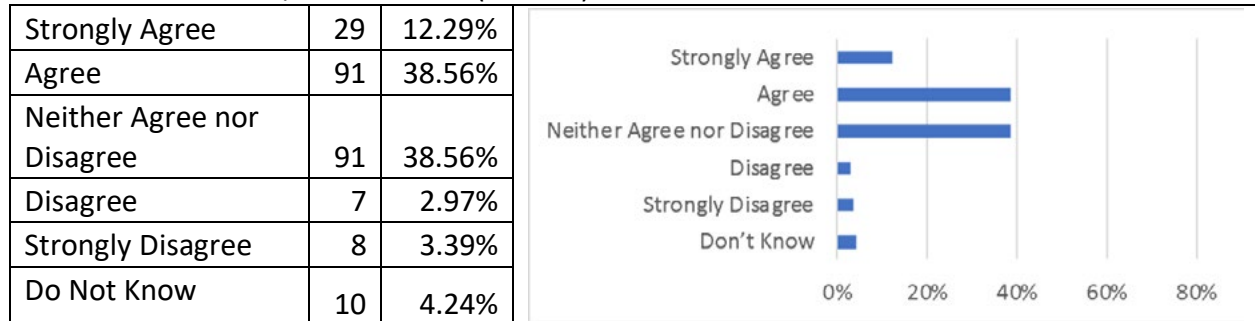 Strongly Agree 29 12.29%
Agree 91 38.56%
Neither Agree nor
Disagree 91 38.56%
Disagree 7 2.97%
Strongly Disagree 8 3.39%
Do Not Know 10 4.24%
Strongly Agree
Agree
Neither Agree nor Disagree
Disagree
Strongly Disagree
Don't Know
0% 20% 40% 60% 80%